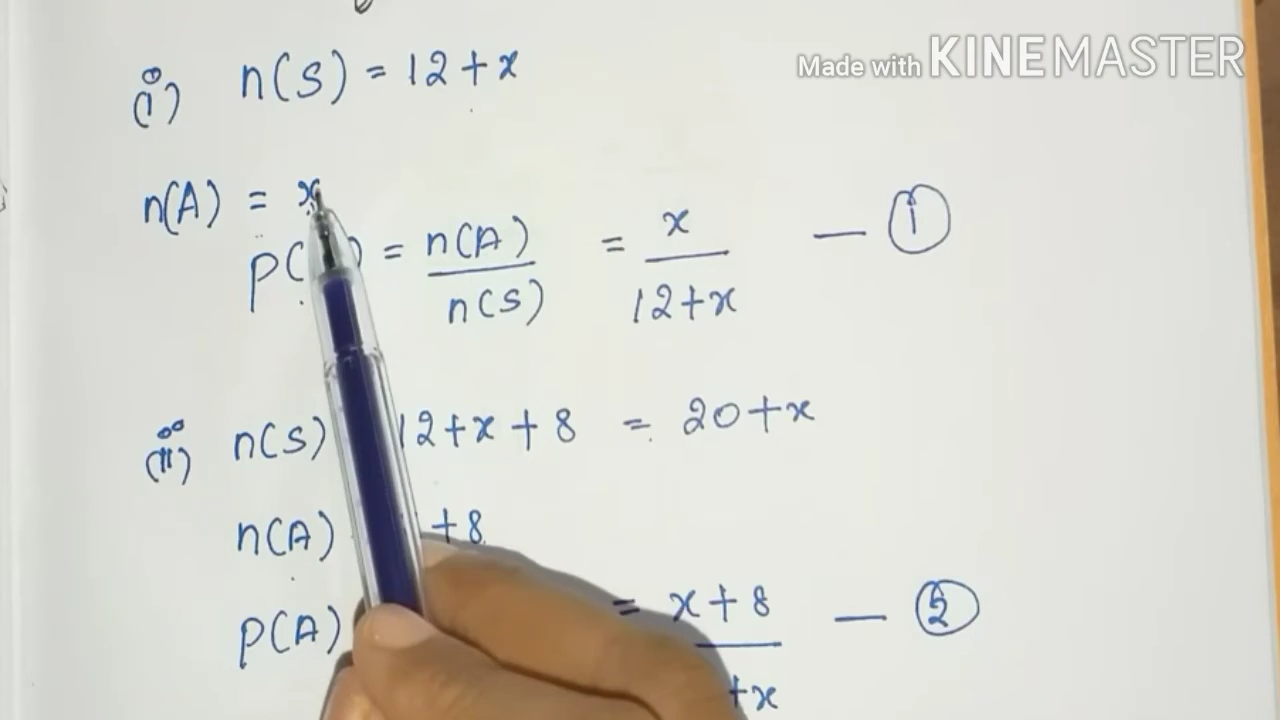 Made with KINEMASTER
(i) n(S) = 12 + x
n(A) = x
P( ) = n(A) / n(S) = x / 12+x — ①
(ii) n(S) 12+x+8 = 20+x
n(A) +8
P(A) = x+8 / +x — ②